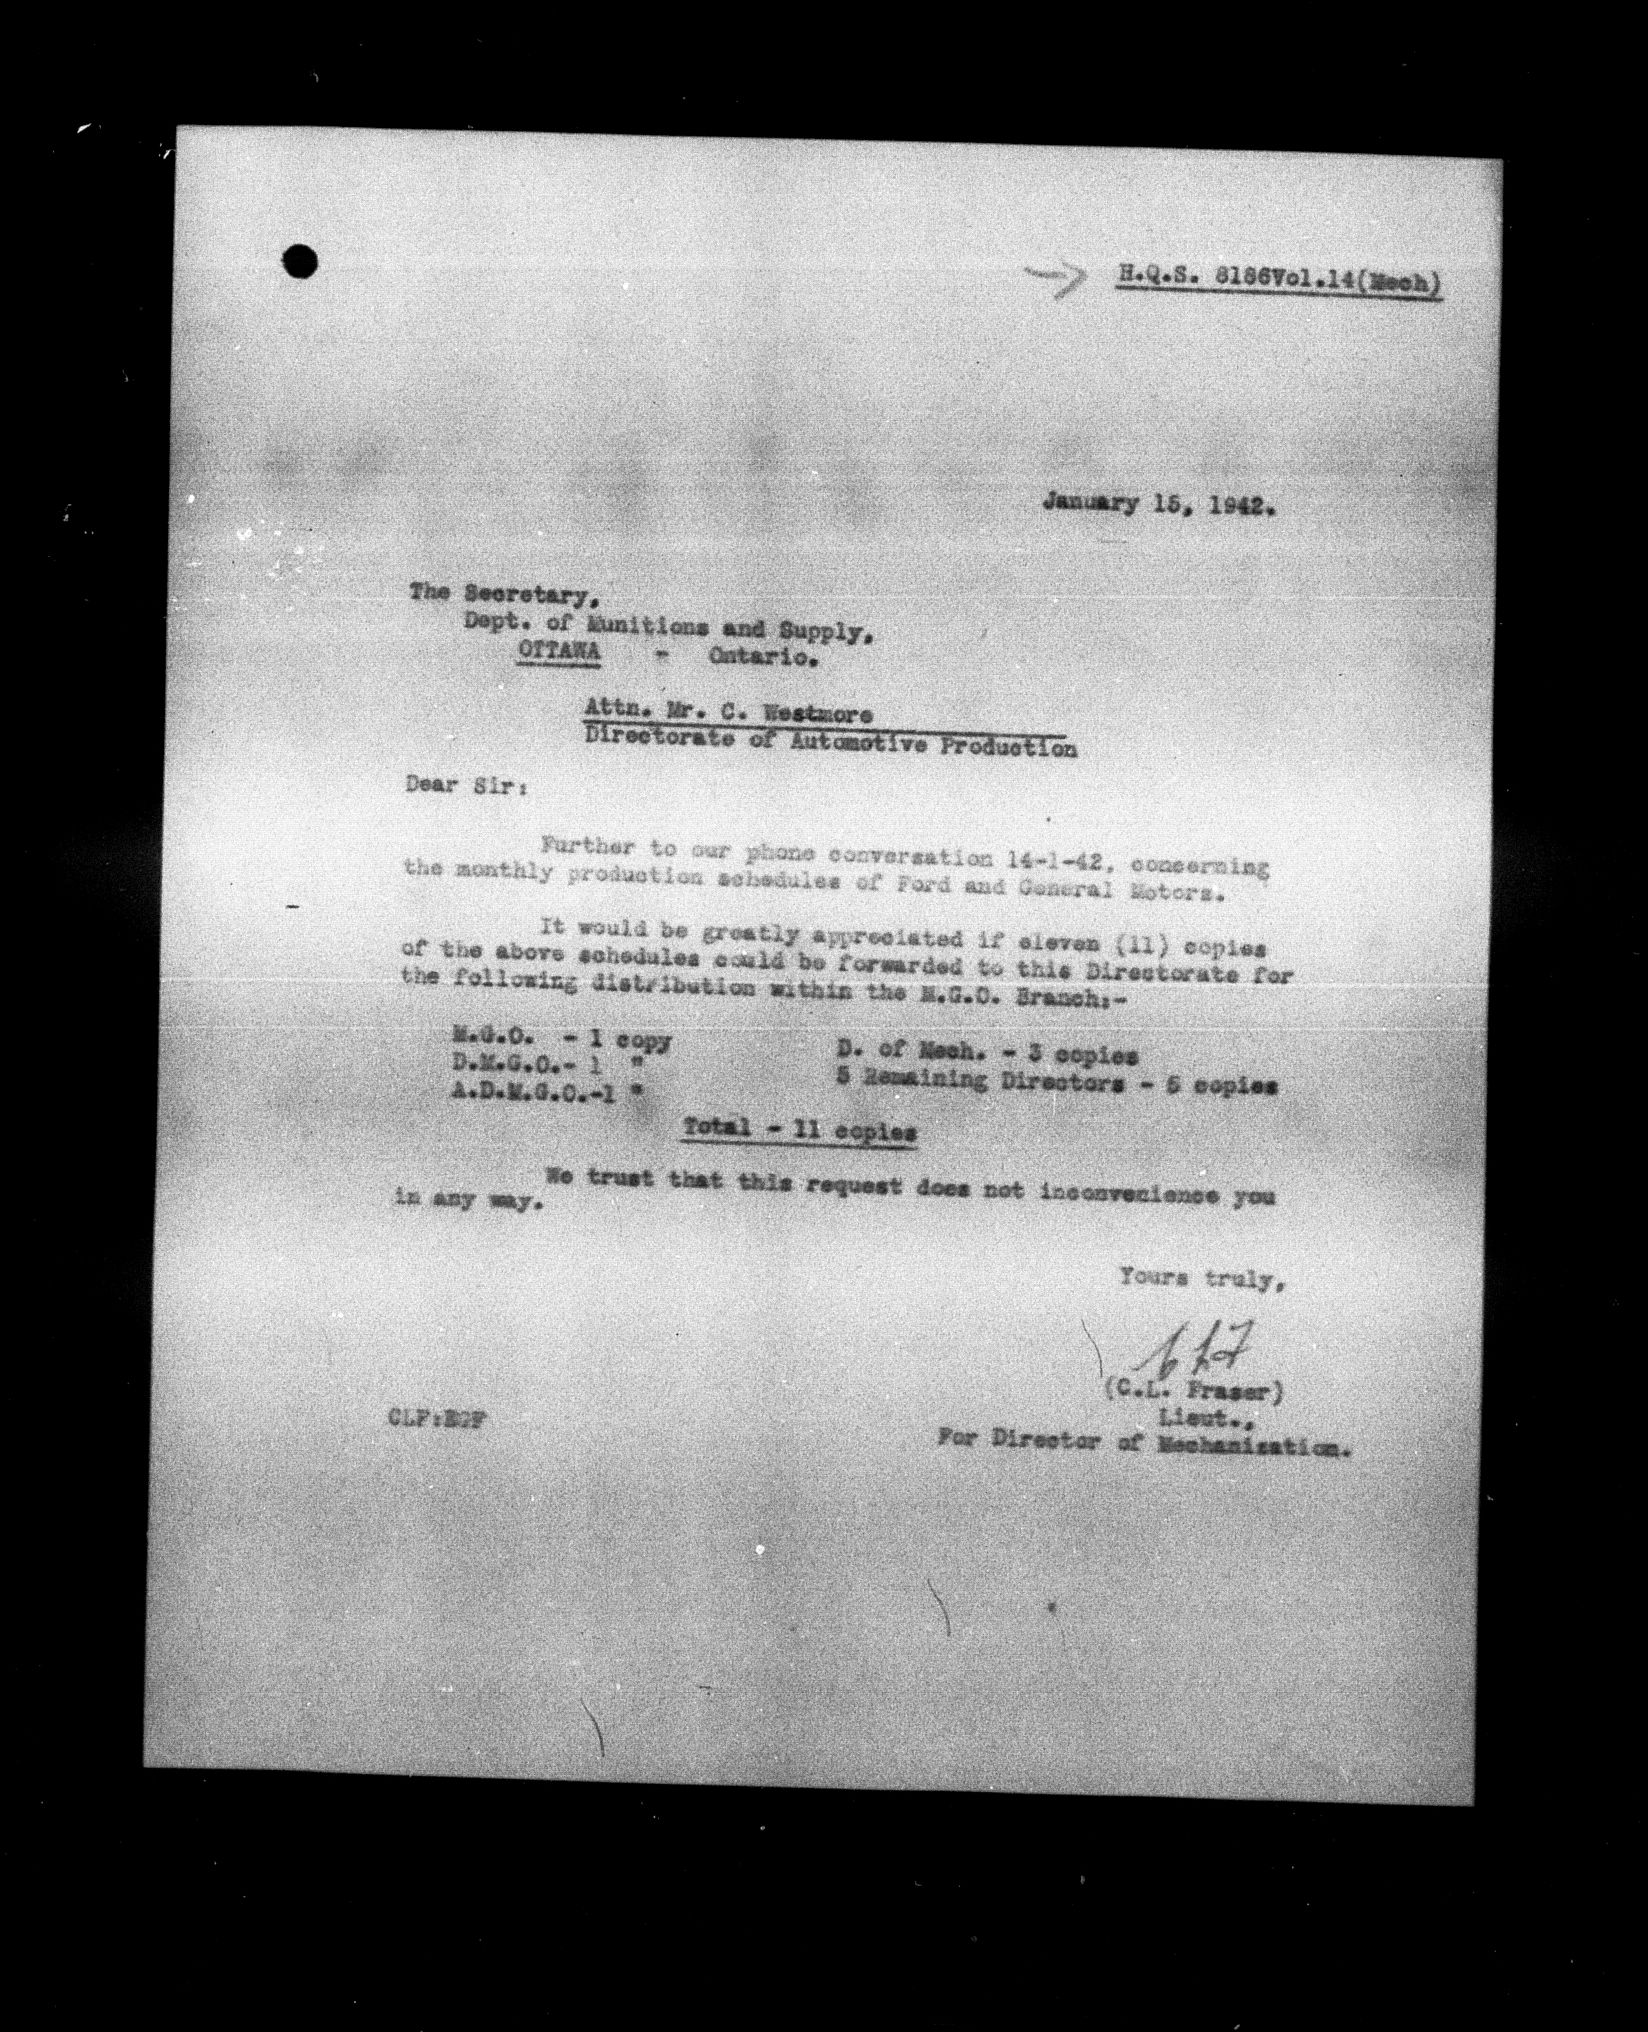 H.Q.S. 8186Vol.14(Mech)
January 15, 1942.
The Secretary,
Dept. of Munitions and Supply,
OTTAWA - Ontario.
Attn. Mr. C. Westmore
Directorate of Automotive Production
Dear Sir:
Further to our phone conversation 14-1-42, concerning
the monthly production schedules of Ford and General Motors.
It would be greatly appreciated if eleven (11) copies
of the above schedules could be forwarded to this Directorate for
the following distribution within the M.G.O. Branch:-
M.G.O. - 1 copy D. of Mech. - 3 copies
D.M.G.O.- 1 " 5 Remaining Directors - 5 copies
A.D.M.G.O.-1 "
Total - 11 copies
We trust that this request does not inconvenience you
in any way.
Yours truly,
(C.L. Fraser)
Lieut.,
CLF: For Director of Mechanization.